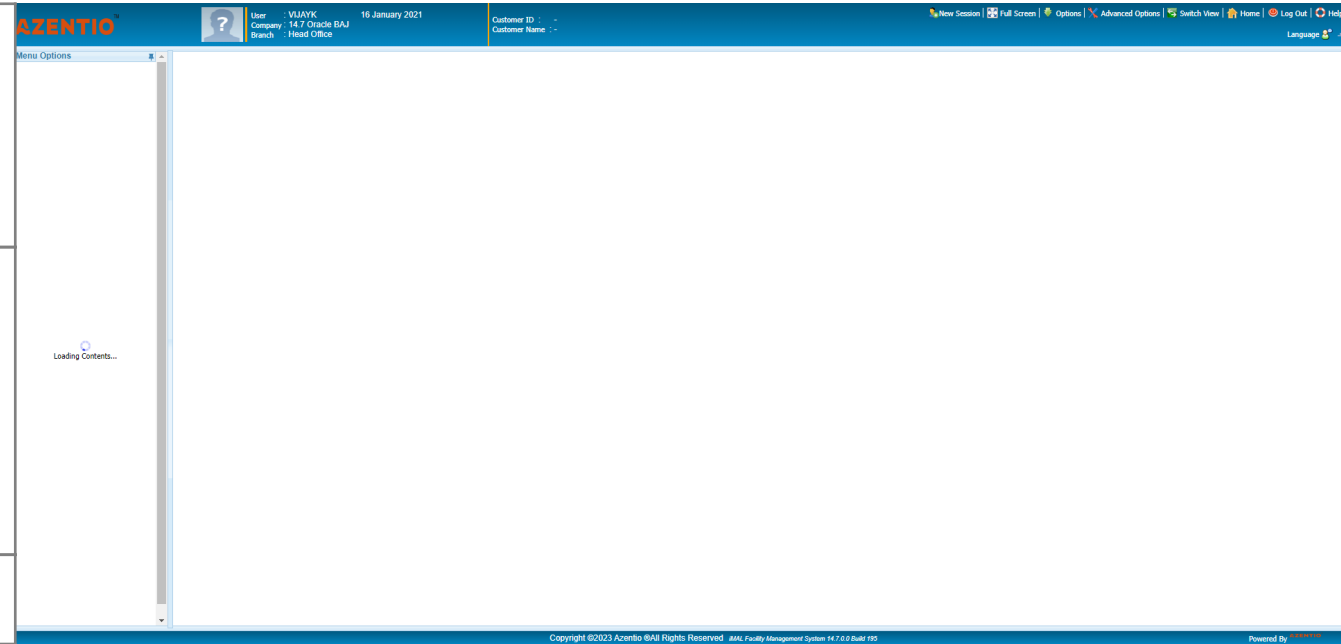 AZENTIO™
User : VIJAYK 16 January 2021
Company : 14.7 Oracle BAJ
Branch : Head Office
Customer ID : -
Customer Name : -
New Session | Full Screen | Options | Advanced Options | Switch View | Home | Log Out | Help
Language
Menu Options
Loading Contents...
Copyright ©2023 Azentio ®All Rights Reserved iMAL Facility Management System 14.7.0.0 Build 195
Powered By AZENTIO